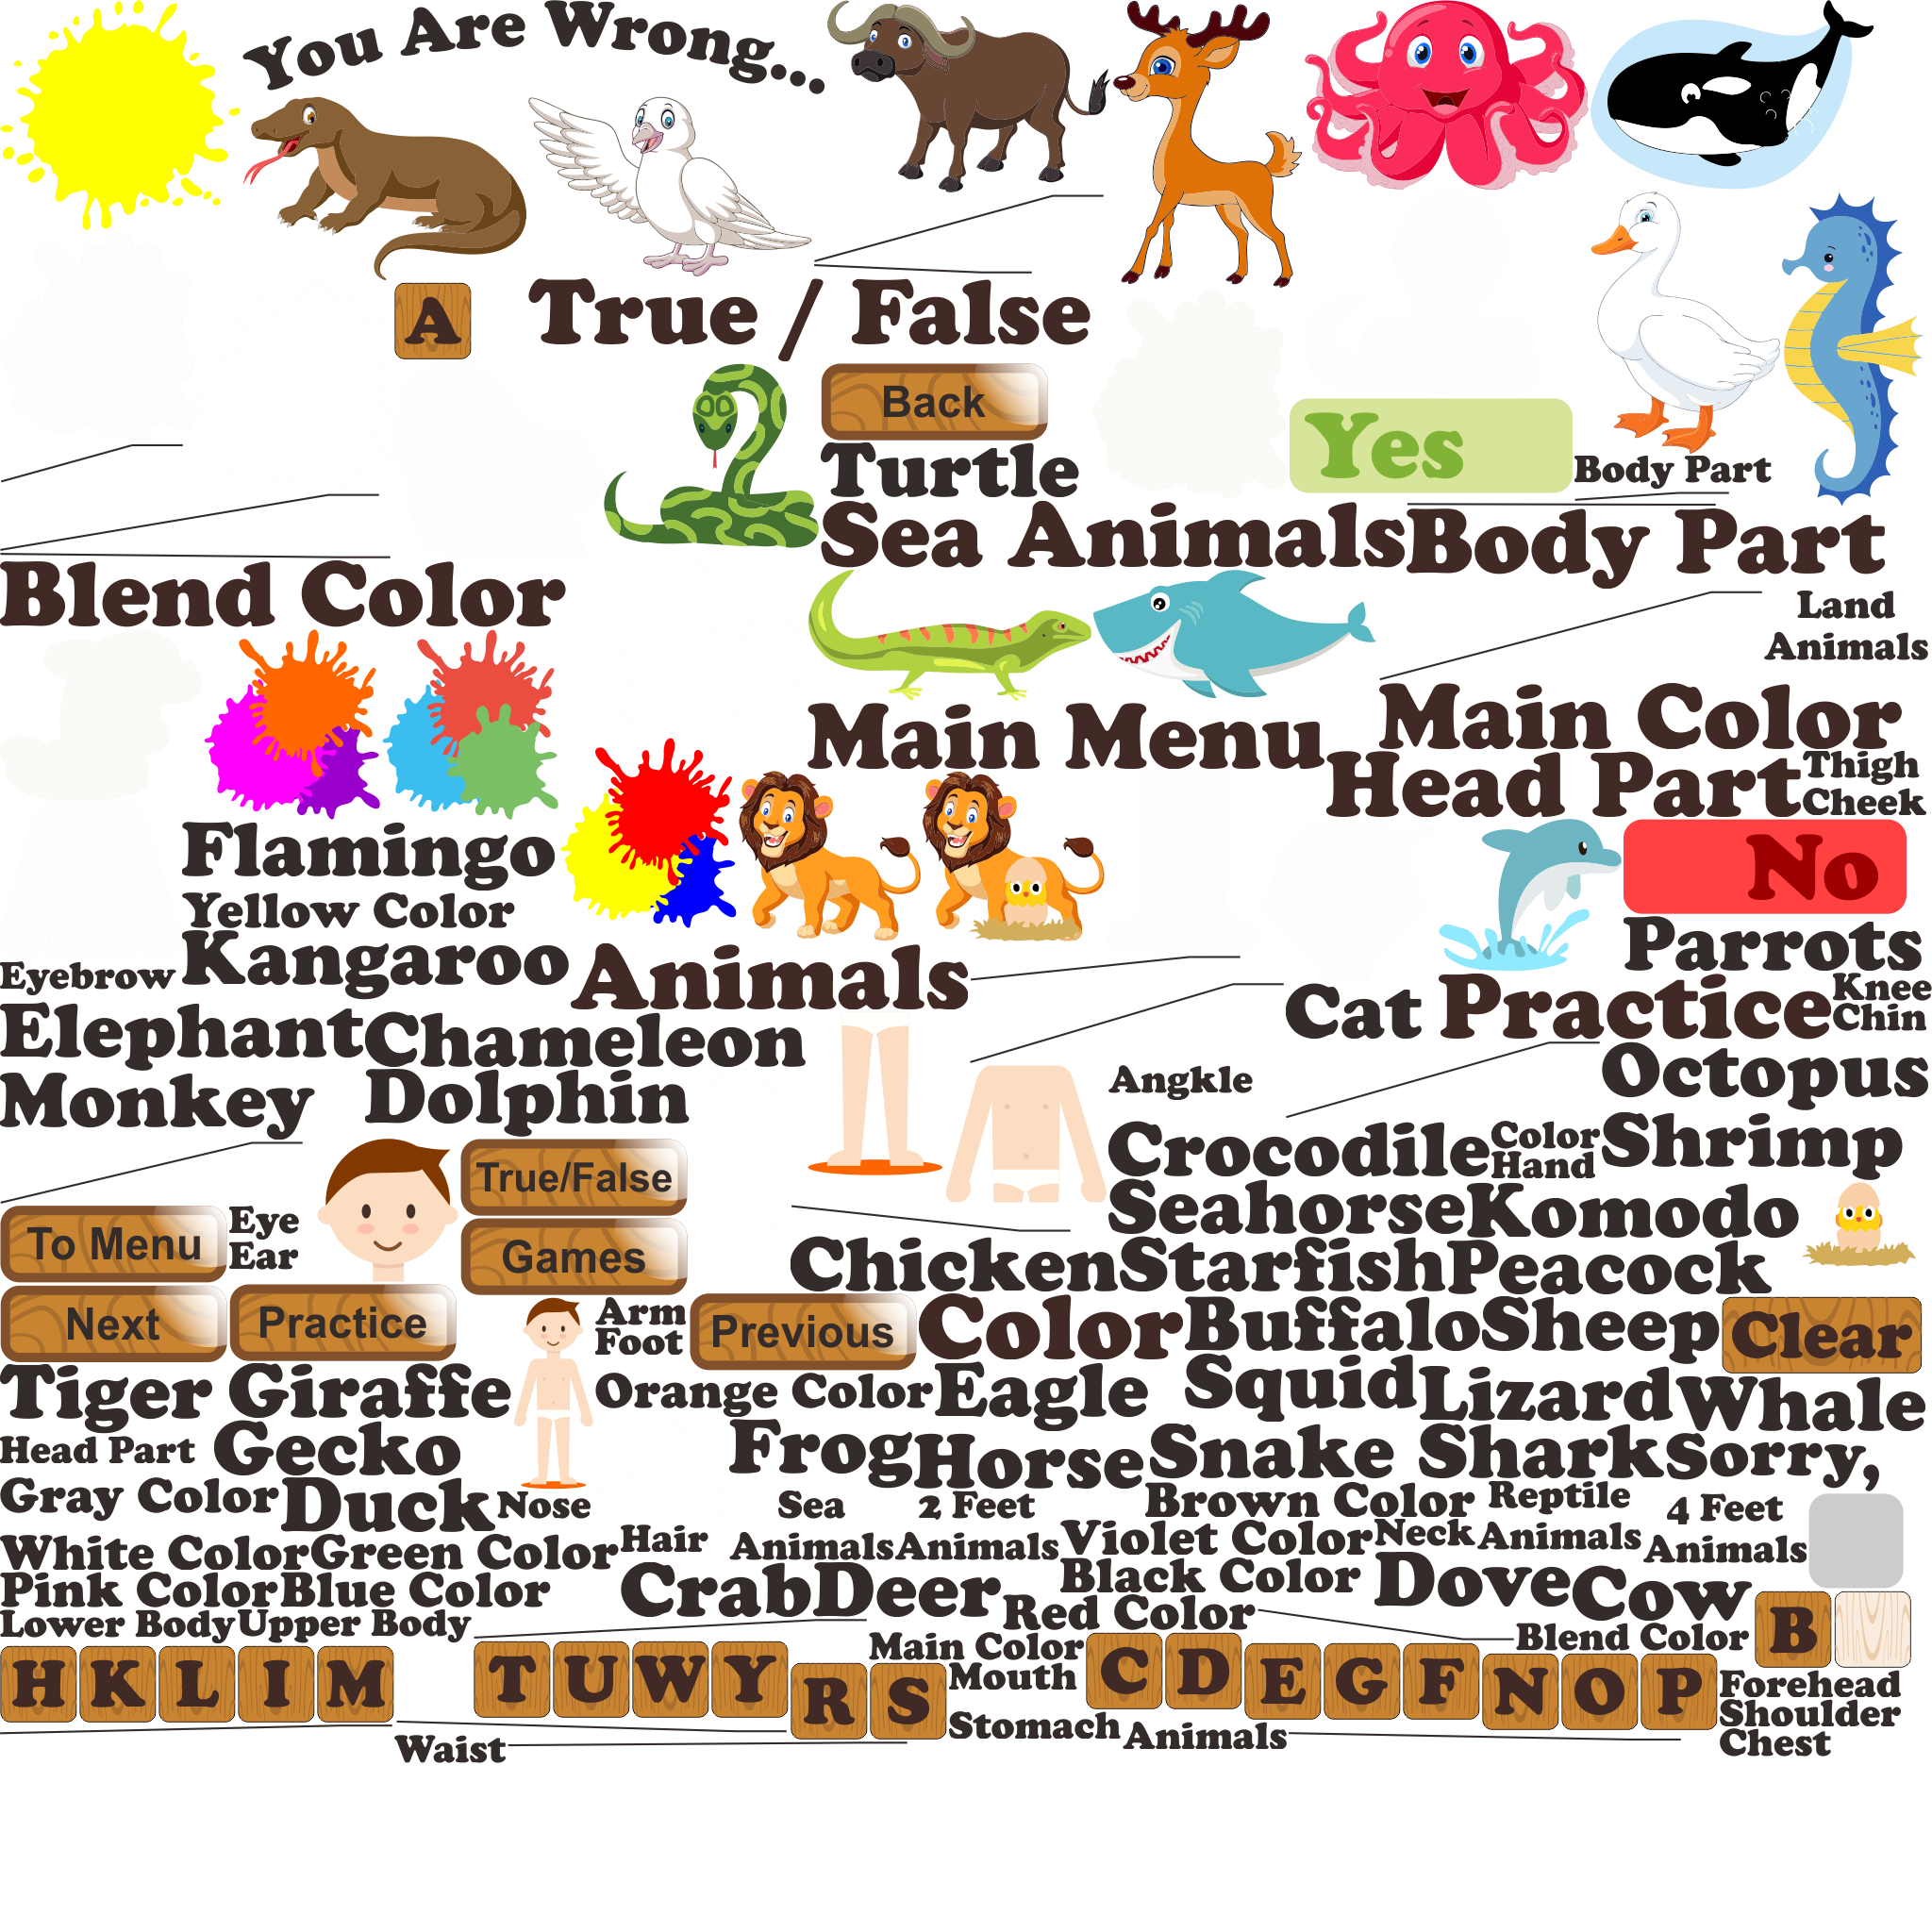 You Are Wrong...
A
True / False
Back
Turtle
Yes
Body Part
Sea Animals
Body Part
Blend Color
Land
Animals
Main Menu
Main Color
Head Part
Thigh
Cheek
Flamingo
No
Yellow Color
Parrots
Eyebrow
Kangaroo
Animals
Cat
Practice
Knee
Chin
Elephant
Chameleon
Octopus
Monkey
Dolphin
Angkle
Crocodile
Color
Hand
Shrimp
True/False
Seahorse
Komodo
To Menu
Eye
Ear
Games
Chicken
Starfish
Peacock
Next
Practice
Arm
Foot
Previous
Color
Buffalo
Sheep
Clear
Tiger
Giraffe
Orange Color
Eagle
Squid
Lizard
Whale
Head Part
Gecko
Frog
Horse
Snake
Shark
Sorry,
Gray Color
Duck
Nose
Sea
Animals
2 Feet
Animals
Brown Color
Reptile
Animals
4 Feet
Animals
White Color
Green Color
Hair
Violet Color
Neck
Pink Color
Blue Color
Crab
Deer
Black Color
Dove
Cow
Lower Body
Upper Body
Red Color
Blend Color
B
H
K
L
I
M
T
U
W
Y
R
S
Main Color
Mouth
C
D
E
G
F
N
O
P
Forehead
Shoulder
Chest
Stomach
Animals
Waist